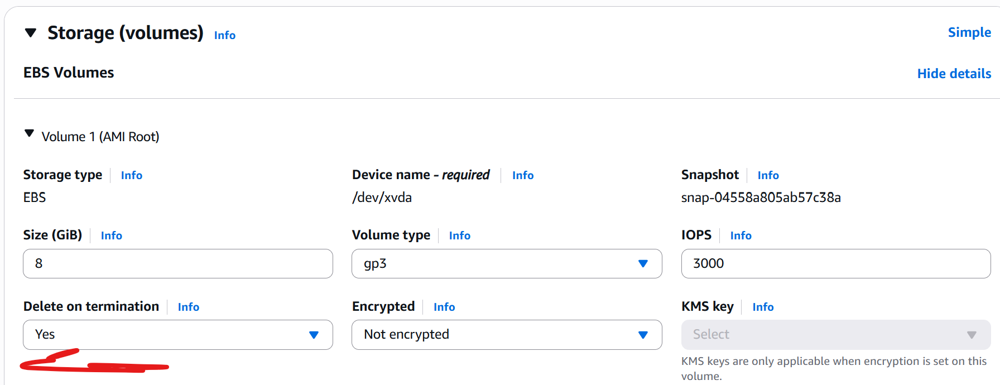 Storage (volumes) Info Simple
EBS Volumes Hide details
Volume 1 (AMI Root)
Storage type Info Device name - required Info Snapshot Info
EBS /dev/xvda snap-04558a805ab57c38a
Size (GiB) Info Volume type Info IOPS Info
8 gp3 3000
Delete on termination Info Encrypted Info KMS key Info
Yes Not encrypted Select
KMS keys are only applicable when encryption is set on this
volume.